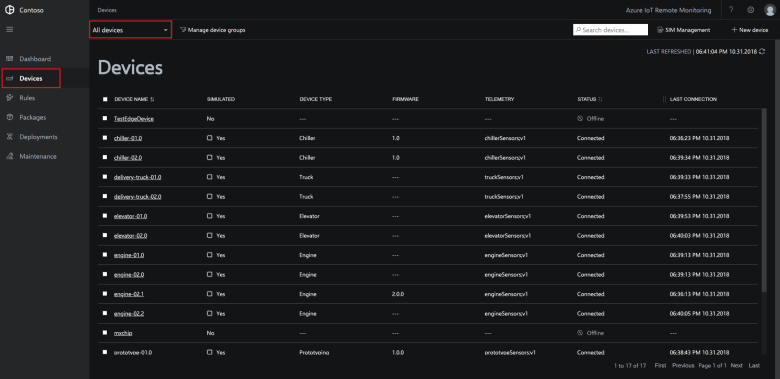 Contoso
Devices
Azure IoT Remote Monitoring
?
All devices
Manage device groups
Search devices...
SIM Management
+ New device
LAST REFRESHED | 06:41:04 PM 10.31.2018
Dashboard
Devices
Rules
Packages
Deployments
Maintenance
Devices
DEVICE NAME SIMULATED DEVICE TYPE FIRMWARE TELEMETRY STATUS LAST CONNECTION
TestEdgeDevice No --- --- --- Offline ---
chiller-01.0 Yes Chiller 1.0 chillerSensors;v1 Connected 06:36:23 PM 10.31.2018
chiller-02.0 Yes Chiller 1.0 chillerSensors;v1 Connected 06:39:34 PM 10.31.2018
delivery-truck-01.0 Yes Truck --- truckSensors;v1 Connected 06:39:33 PM 10.31.2018
delivery-truck-02.0 Yes Truck --- truckSensors;v1 Connected 06:37:55 PM 10.31.2018
elevator-01.0 Yes Elevator --- elevatorSensors;v1 Connected 06:39:53 PM 10.31.2018
elevator-02.0 Yes Elevator --- elevatorSensors;v1 Connected 06:40:03 PM 10.31.2018
engine-01.0 Yes Engine --- engineSensors;v1 Connected 06:39:13 PM 10.31.2018
engine-02.0 Yes Engine --- engineSensors;v1 Connected 06:39:13 PM 10.31.2018
engine-02.1 Yes Engine 2.0.0 engineSensors;v1 Connected 06:36:13 PM 10.31.2018
engine-02.2 Yes Engine --- engineSensors;v1 Connected 06:40:05 PM 10.31.2018
mxchip No --- --- --- Offline ---
prototype-01.0 Yes Prototyping 1.0.0 prototypeSensors;v1 Connected 06:38:43 PM 10.31.2018
1 to 17 of 17 First Previous Page 1 of 1 Next Last